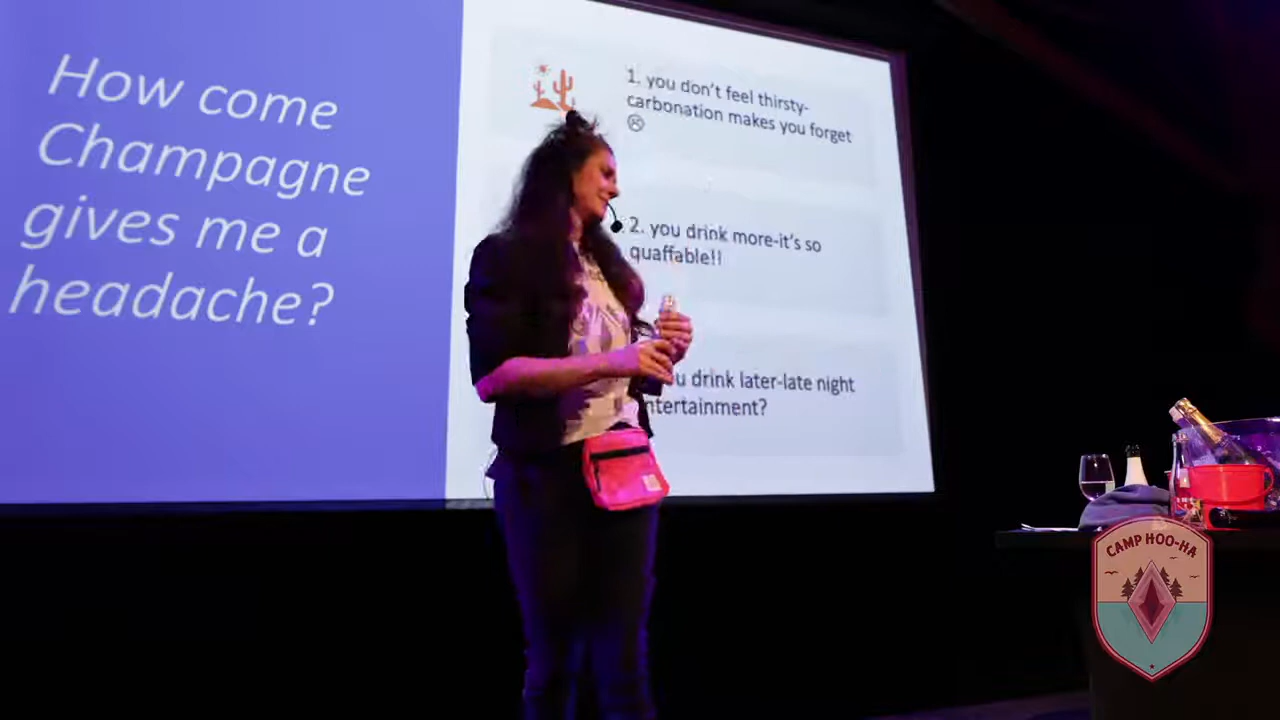 How come
Champagne
gives me a
headache?
1. you don't feel thirsty-
carbonation makes you forget
☹
2. you drink more-it's so
quaffable!!
drink later-late night
entertainment?
CAMP HOO-HA